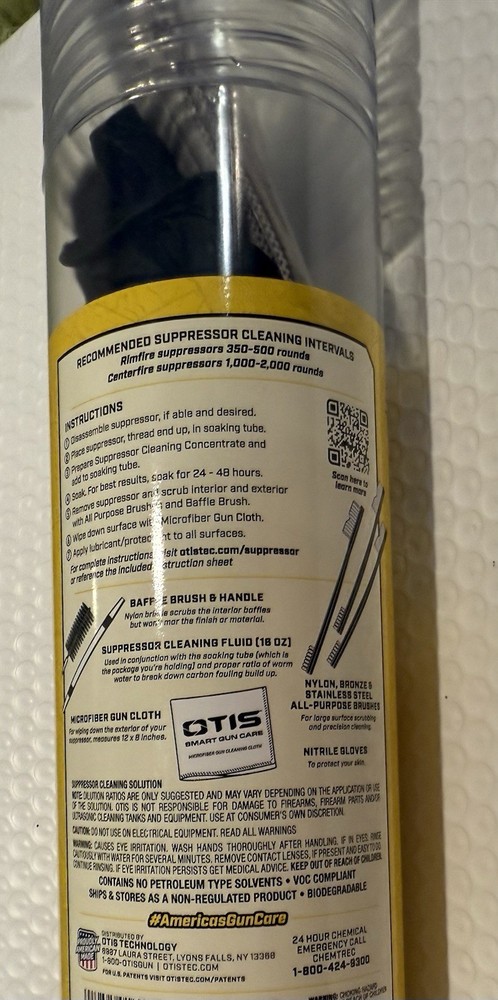 RECOMMENDED SUPPRESSOR CLEANING INTERVALS
Rimfire suppressors 350-500 rounds
Centerfire suppressors 1,000-2,000 rounds
INSTRUCTIONS
① Disassemble suppressor, if able and desired.
② Place suppressor, thread end up, in soaking tube.
③ Prepare Suppressor Cleaning Concentrate and
add to soaking tube.
④ Soak. For best results, soak for 24 - 48 hours.
⑤ Remove suppressor and scrub interior and exterior
with All Purpose Brushes and Baffle Brush.
⑥ Wipe down surface with Microfiber Gun Cloth.
⑦ Apply lubricant/protectant to all surfaces.
For complete instructions visit otistec.com/suppressor
or reference the included instruction sheet
Scan here to
learn more
BAFFLE BRUSH & HANDLE
Nylon bristle scrubs the interior baffles
but won't mar the finish or material.
SUPPRESSOR CLEANING FLUID (16 OZ)
Used in conjunction with the soaking tube (which is
the package you're holding) and proper ratio of warm
water to break down carbon fouling build up.
NYLON, BRONZE &
STAINLESS STEEL
ALL-PURPOSE BRUSHES
For large surface scrubbing
and precision cleaning.
MICROFIBER GUN CLOTH
For wiping down the exterior of your
suppressor, measures 12 x 8 inches.
OTIS
SMART GUN CARE
MICROFIBER GUN CLEANING CLOTH
NITRILE GLOVES
To protect your skin.
SUPPRESSOR CLEANING SOLUTION
NOTE: DILUTION RATIOS ARE ONLY SUGGESTED AND MAY VARY DEPENDING ON THE APPLICATION OR USE
OF THE SOLUTION. OTIS IS NOT RESPONSIBLE FOR DAMAGE TO FIREARMS, FIREARM PARTS AND/OR
ULTRASONIC CLEANING TANKS AND EQUIPMENT. USE AT CONSUMER'S OWN DISCRETION.
CAUTION: DO NOT USE ON ELECTRICAL EQUIPMENT. READ ALL WARNINGS
WARNING: CAUSES EYE IRRITATION. WASH HANDS THOROUGHLY AFTER HANDLING. IF IN EYES, RINSE
CAUTIOUSLY WITH WATER FOR SEVERAL MINUTES. REMOVE CONTACT LENSES, IF PRESENT AND EASY TO DO.
CONTINUE RINSING. IF EYE IRRITATION PERSISTS GET MEDICAL ADVICE. KEEP OUT OF REACH OF CHILDREN.
CONTAINS NO PETROLEUM TYPE SOLVENTS • VOC COMPLIANT
SHIPS & STORES AS A NON-REGULATED PRODUCT • BIODEGRADABLE
#AmericasGunCare
PROUDLY
AMERICAN
MADE
DISTRIBUTED BY
OTIS TECHNOLOGY
6987 LAURA STREET, LYONS FALLS, NY 13368
1-800-OTISGUN | OTISTEC.COM
FOR U.S. PATENTS VISIT OTISTEC.COM/PATENTS
24 HOUR CHEMICAL
EMERGENCY CALL
CHEMTREC
1-800-424-9300
WARNING: CHOKING HAZARD